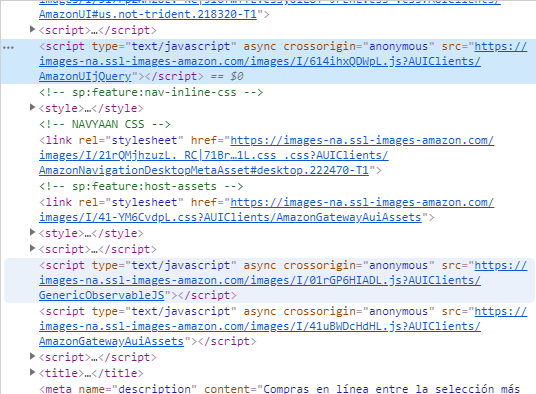 AmazonUI#us.not-trident.218320-T1">
<script>…</script>
<script type="text/javascript" async crossorigin="anonymous" src="https://
images-na.ssl-images-amazon.com/images/I/614ihxQDWpL.js?AUIClients/
AmazonUIjQuery"></script> == $0
<!-- sp:feature:nav-inline-css -->
<style>…</style>
<!-- NAVYAAN CSS -->
<link rel="stylesheet" href="https://images-na.ssl-images-amazon.com/
images/I/21rQMjhzuzL._RC|71Br…1L.css_.css?AUIClients/
AmazonNavigationDesktopMetaAsset#desktop.222470-T1">
<!-- sp:feature:host-assets -->
<link rel="stylesheet" href="https://images-na.ssl-images-amazon.com/
images/I/41-YM6CvdpL.css?AUIClients/AmazonGatewayAuiAssets">
<style>…</style>
<script>…</script>
<script type="text/javascript" async crossorigin="anonymous" src="https://
images-na.ssl-images-amazon.com/images/I/01rGP6HIADL.js?AUIClients/
GenericObservableJS"></script>
<script type="text/javascript" async crossorigin="anonymous" src="https://
images-na.ssl-images-amazon.com/images/I/41uBWDcHdHL.js?AUIClients/
AmazonGatewayAuiAssets"></script>
<script>…</script>
<title>…</title>
<meta name="description" content="Compras en línea entre la selección más